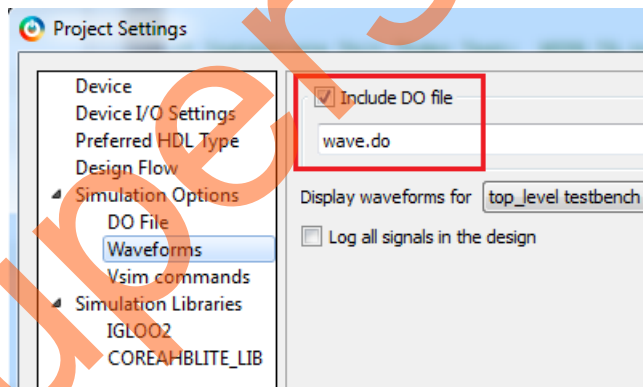 Project Settings
Device
Device I/O Settings
Preferred HDL Type
Design Flow
Simulation Options
DO File
Waveforms
Vsim commands
Simulation Libraries
IGLOO2
COREAHBLITE_LIB
Include DO file
wave.do
Display waveforms for top_level testbench
Log all signals in the design